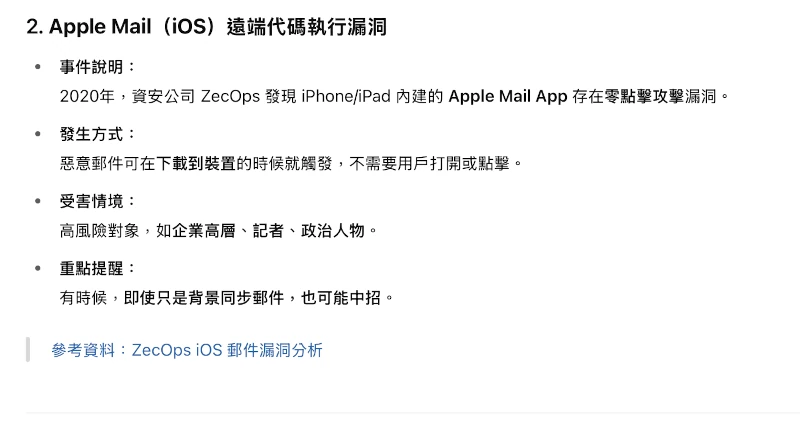 2. Apple Mail（iOS）遠端代碼執行漏洞
• 事件說明：
2020年，資安公司 ZecOps 發現 iPhone/iPad 內建的 Apple Mail App 存在零點擊攻擊漏洞。
• 發生方式：
惡意郵件可在下載到裝置的時候就觸發，不需要用戶打開或點擊。
• 受害情境：
高風險對象，如企業高層、記者、政治人物。
• 重點提醒：
有時候，即使只是背景同步郵件，也可能中招。
參考資料：ZecOps iOS 郵件漏洞分析